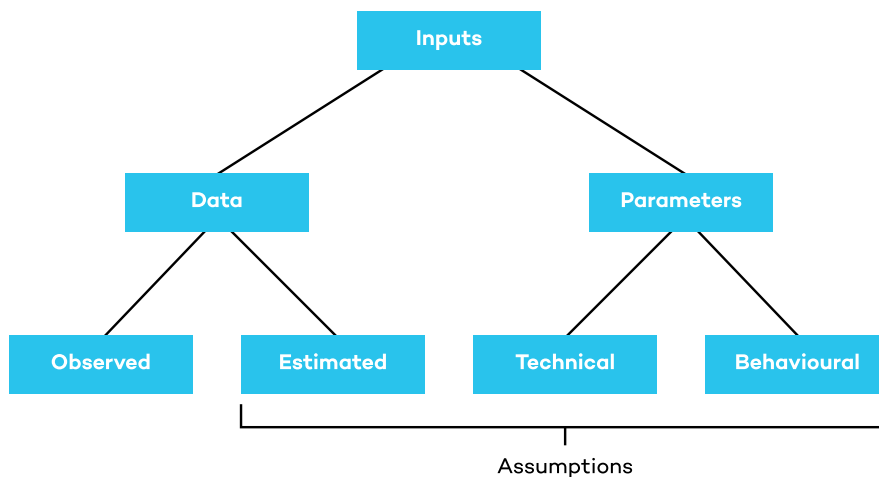 Inputs
Data
Parameters
Observed
Estimated
Technical
Behavioural
Assumptions